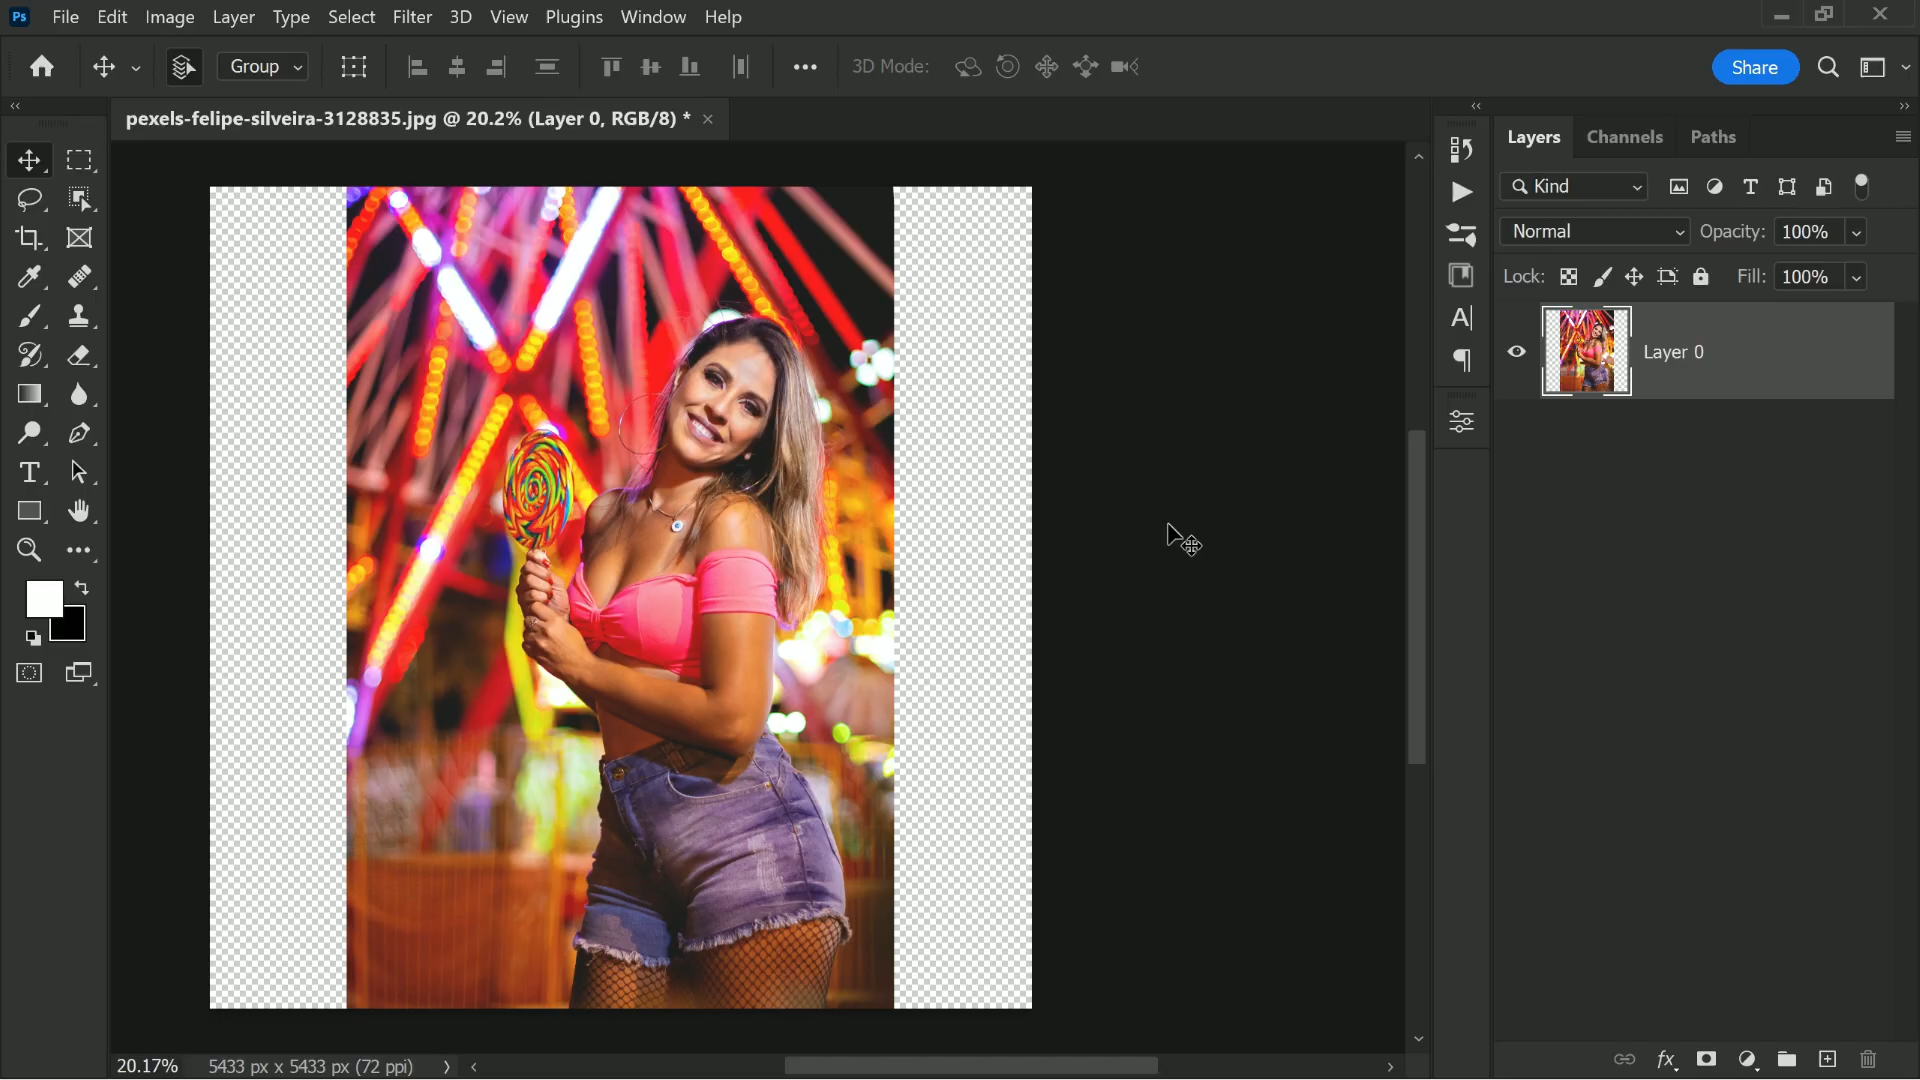 Ps File Edit Image Layer Type Select Filter 3D View Plugins Window Help
Group 3D Mode: Share
pexels-felipe-silveira-3128835.jpg @ 20.2% (Layer 0, RGB/8) *
Layers Channels Paths
Kind
Normal Opacity: 100%
Lock: Fill: 100%
Layer 0
20.17% 5433 px x 5433 px (72 ppi)